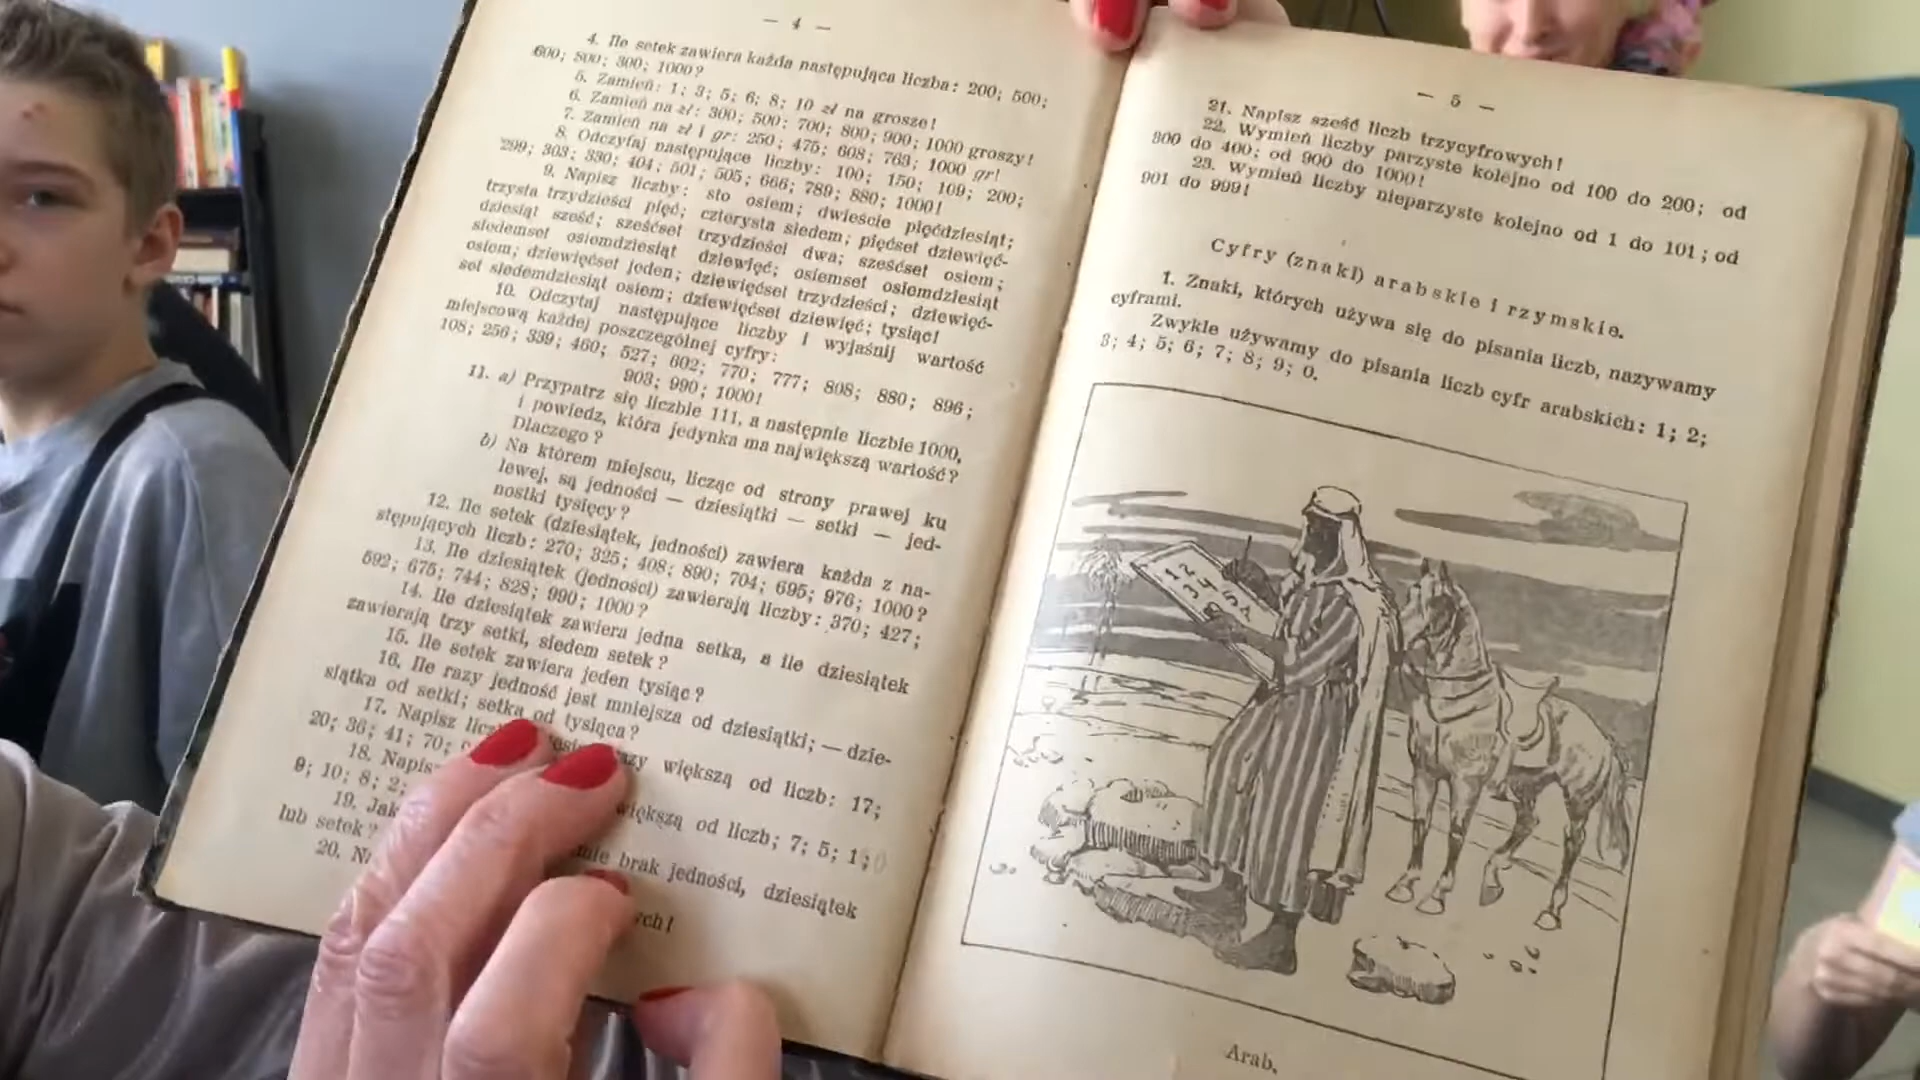 — 4 —
4. Ile setek zawiera każda następująca liczba: 200; 500;
600; 800; 300; 1000?
5. Zamień: 1; 3; 5; 6; 8; 10 zł na grosze!
6. Zamień na zł: 300; 500; 700; 800; 900; 1000 groszy!
7. Zamień na zł i gr: 250; 475; 608; 763; 1000 gr!
8. Odczytaj następujące liczby: 100; 150; 109; 200;
299; 303; 330; 404; 501; 505; 666; 789; 880; 1000!
9. Napisz liczby: sto osiem; dwieście pięćdziesiąt;
trzysta trzydzieści pięć; czterysta siedem; pięćset dziewięć-
dziesiąt sześć; sześćset trzydzieści dwa; sześćset osiem;
siedemset osiemdziesiąt dziewięć; osiemset osiemdziesiąt
osiem; dziewięćset jeden; dziewięćset trzydzieści; dziewięć-
set siedemdziesiąt osiem; dziewięćset dziewięć; tysiąc!
10. Odczytaj następujące liczby i wyjaśnij wartość
miejscową każdej poszczególnej cyfry:
108; 256; 339; 460; 527; 602; 770; 777; 808; 880; 896;
903; 990; 1000!
11. a) Przypatrz się liczbie 111, a następnie liczbie 1000,
i powiedz, która jedynka ma największą wartość?
Dlaczego?
b) Na którem miejscu, licząc od strony prawej ku
lewej, są jedności — dziesiątki — setki — jed-
nostki tysięcy?
12. Ile setek (dziesiątek, jedności) zawiera każda z na-
stępujących liczb: 270; 325; 408; 890; 704; 695; 976; 1000?
13. Ile dziesiątek (jedności) zawierają liczby: 370; 427;
592; 675; 744; 828; 990; 1000?
14. Ile dziesiątek zawiera jedna setka, a ile dziesiątek
zawierają trzy setki, siedem setek?
15. Ile setek zawiera jeden tysiąc?
16. Ile razy jedność jest mniejsza od dziesiątki; — dzie-
siątka od setki; setka od tysiąca?
17. Napisz większą od liczb: 17;
20; 36; 41; 70;
18. większą od liczb; 7; 5; 1;
9; 10; 8; 2;
19. brak jedności, dziesiątek
lub setek?
20.
— 5 —
21. Napisz sześć liczb trzycyfrowych!
22. Wymień liczby parzyste kolejno od 100 do 200; od
300 do 400; od 900 do 1000!
23. Wymień liczby nieparzyste kolejno od 1 do 101; od
901 do 999!
Cyfry (znaki) arabskie i rzymskie.
1. Znaki, których używa się do pisania liczb, nazywamy
cyframi.
Zwykle używamy do pisania liczb cyfr arabskich: 1; 2;
3; 4; 5; 6; 7; 8; 9; 0.
1 2
3 4
Arab.